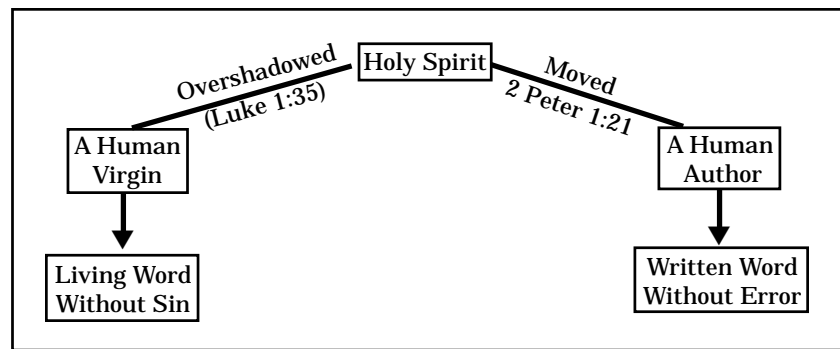 Holy Spirit
Overshadowed
(Luke 1:35)
Moved
2 Peter 1:21
A Human
Virgin
A Human
Author
Living Word
Without Sin
Written Word
Without Error